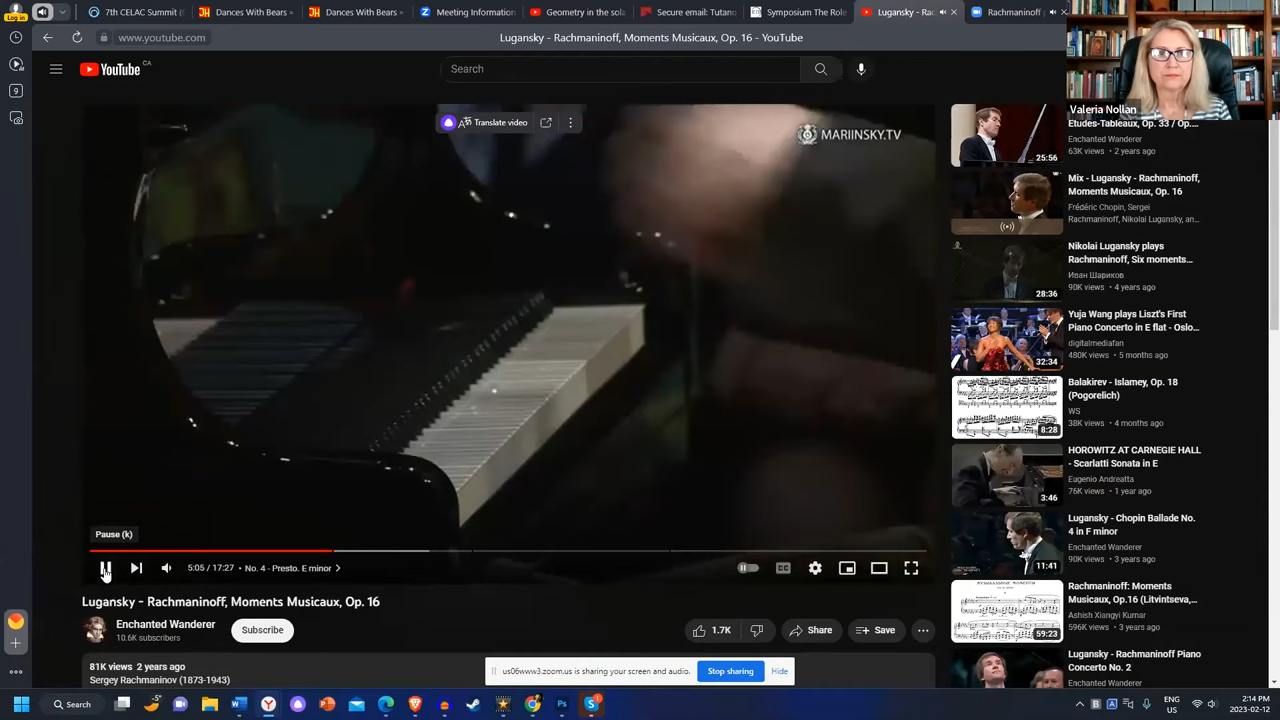 Log in
7th CELAC Summit (
Dances With Bears -
Dances With Bears -
Meeting Information
Geometry in the sola
Secure email Tutano
Symposium The Role
Lugansky - Rac
Rachmaninoff,
www.youtube.com
Lugansky - Rachmaninoff, Moments Musicaux, Op. 16 - YouTube
YouTube CA
Search
Translate video
MARIINSKY.TV
Valeria Nollan
Etudes-Tableaux, Op. 33 / Op....
Enchanted Wanderer
63K views • 2 years ago
25:56
Mix - Lugansky - Rachmaninoff,
Moments Musicaux, Op. 16
Frédéric Chopin, Sergei
Rachmaninoff, Nikolai Lugansky, an...
Nikolai Lugansky plays
Rachmaninoff, Six moments...
Иван Шариков
90K views • 4 years ago
28:36
Yuja Wang plays Liszt's First
Piano Concerto in E flat - Oslo...
digitalmediafan
480K views • 5 months ago
32:34
Balakirev - Islamey, Op. 18
(Pogorelich)
WS
38K views • 4 months ago
8:28
HOROWITZ AT CARNEGIE HALL
- Scarlatti Sonata in E
Eugenio Andreatta
76K views • 1 year ago
3:46
Lugansky - Chopin Ballade No.
4 in F minor
Enchanted Wanderer
90K views • 3 years ago
11:41
Rachmaninoff: Moments
Musicaux, Op.16 (Litvintseva,...
Ashish Xiangyi Kumar
596K views • 3 years ago
59:23
Lugansky - Rachmaninoff Piano
Concerto No. 2
Enchanted Wanderer
Pause (k)
5:05 / 17:27 • No. 4 - Presto. E minor
Lugansky - Rachmaninoff, Moments Musicaux, Op. 16
Enchanted Wanderer
10.6K subscribers
Subscribe
1.7K
Share
Save
81K views 2 years ago
Sergey Rachmaninov (1873-1943)
us06www3.zoom.us is sharing your screen and audio.
Stop sharing
Hide
Search
ENG
US
2:14 PM
2023-02-12